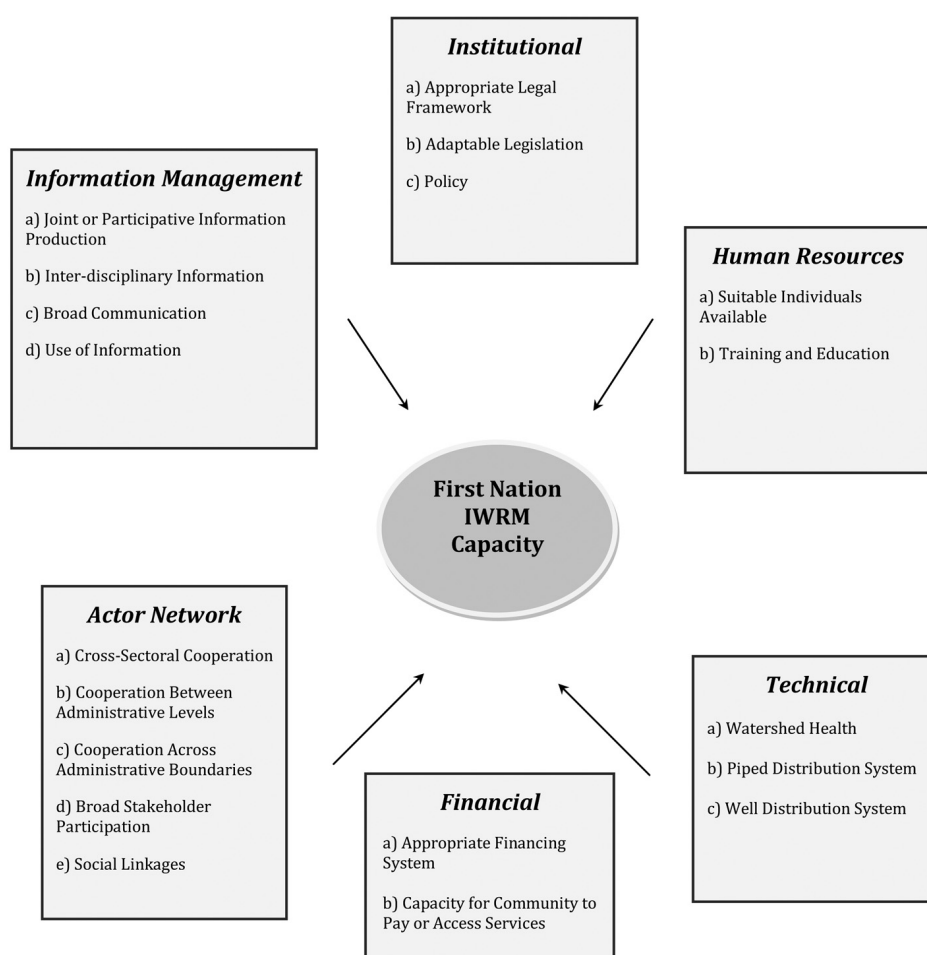 Institutional
a) Appropriate Legal
Framework
b) Adaptable Legislation
c) Policy
Information Management
a) Joint or Participative Information
Production
b) Inter-disciplinary Information
c) Broad Communication
d) Use of Information
Human Resources
a) Suitable Individuals
Available
b) Training and Education
First Nation
IWRM
Capacity
Actor Network
a) Cross-Sectoral Cooperation
b) Cooperation Between
Administrative Levels
c) Cooperation Across
Administrative Boundaries
d) Broad Stakeholder
Participation
e) Social Linkages
Financial
a) Appropriate Financing
System
b) Capacity for Community to
Pay or Access Services
Technical
a) Watershed Health
b) Piped Distribution System
c) Well Distribution System